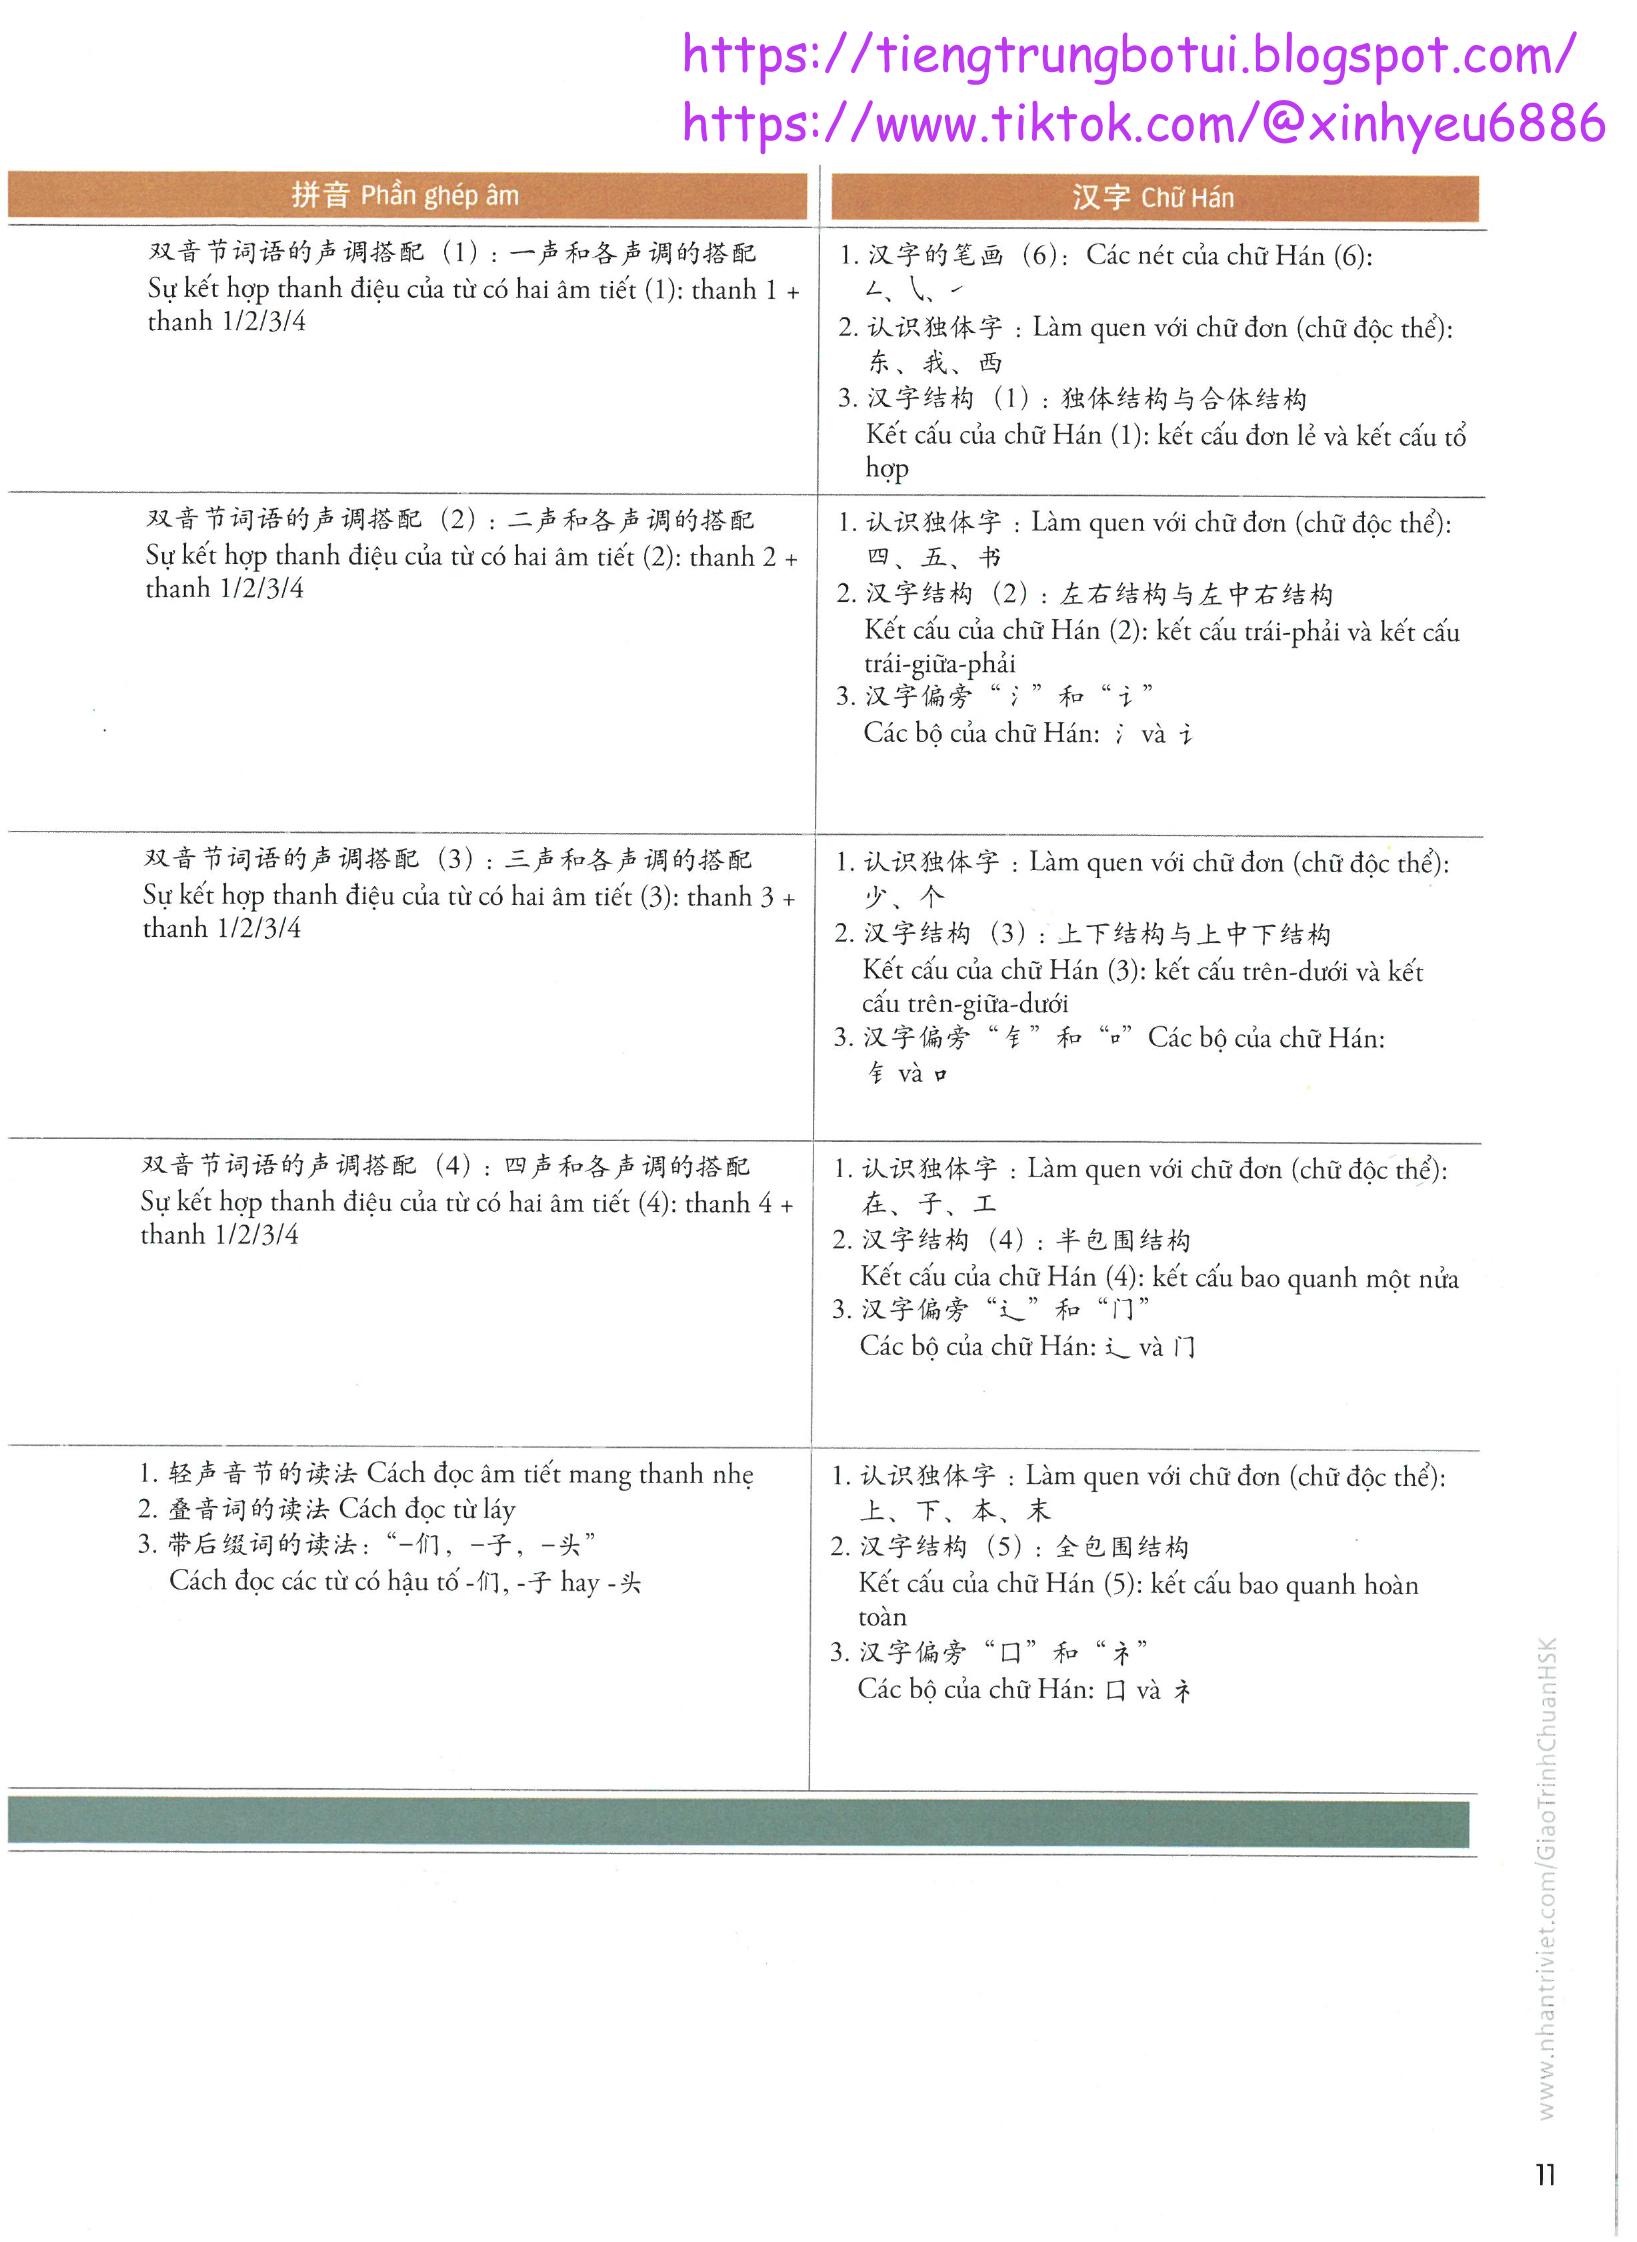 https://tiengtrungbotui.blogspot.com/
https://www.tiktok.com/@xinhyeu6886
拼音 Phần ghép âm
汉字 Chữ Hán
双音节词语的声调搭配（1）：一声和各声调的搭配
Sự kết hợp thanh điệu của từ có hai âm tiết (1): thanh 1 +
thanh 1/2/3/4
1. 汉字的笔画（6）: Các nét của chữ Hán (6):
ㄥ、㇂、㇀
2. 认识独体字：Làm quen với chữ đơn (chữ độc thể):
东、我、西
3. 汉字结构（1）：独体结构与合体结构
Kết cấu của chữ Hán (1): kết cấu đơn lẻ và kết cấu tổ
hợp
双音节词语的声调搭配（2）：二声和各声调的搭配
Sự kết hợp thanh điệu của từ có hai âm tiết (2): thanh 2 +
thanh 1/2/3/4
1. 认识独体字：Làm quen với chữ đơn (chữ độc thể):
四、五、书
2. 汉字结构（2）：左右结构与左中右结构
Kết cấu của chữ Hán (2): kết cấu trái-phải và kết cấu
trái-giữa-phải
3. 汉字偏旁“氵”和“讠”
Các bộ của chữ Hán: 氵 và 讠
双音节词语的声调搭配（3）：三声和各声调的搭配
Sự kết hợp thanh điệu của từ có hai âm tiết (3): thanh 3 +
thanh 1/2/3/4
1. 认识独体字：Làm quen với chữ đơn (chữ độc thể):
少、个
2. 汉字结构（3）：上下结构与上中下结构
Kết cấu của chữ Hán (3): kết cấu trên-dưới và kết
cấu trên-giữa-dưới
3. 汉字偏旁“钅”和“口” Các bộ của chữ Hán:
钅 và 口
双音节词语的声调搭配（4）：四声和各声调的搭配
Sự kết hợp thanh điệu của từ có hai âm tiết (4): thanh 4 +
thanh 1/2/3/4
1. 认识独体字：Làm quen với chữ đơn (chữ độc thể):
在、子、工
2. 汉字结构（4）：半包围结构
Kết cấu của chữ Hán (4): kết cấu bao quanh một nửa
3. 汉字偏旁“辶”和“门”
Các bộ của chữ Hán: 辶 và 门
1. 轻声音节的读法 Cách đọc âm tiết mang thanh nhẹ
2. 叠音词的读法 Cách đọc từ láy
3. 带后缀词的读法：“–们，–子，–头”
Cách đọc các từ có hậu tố -们, -子 hay -头
1. 认识独体字：Làm quen với chữ đơn (chữ độc thể):
上、下、本、末
2. 汉字结构（5）：全包围结构
Kết cấu của chữ Hán (5): kết cấu bao quanh hoàn
toàn
3. 汉字偏旁“囗”和“礻”
Các bộ của chữ Hán: 囗 và 礻
www.nhantriviet.com/GiaoTrinhChuanHSK
11